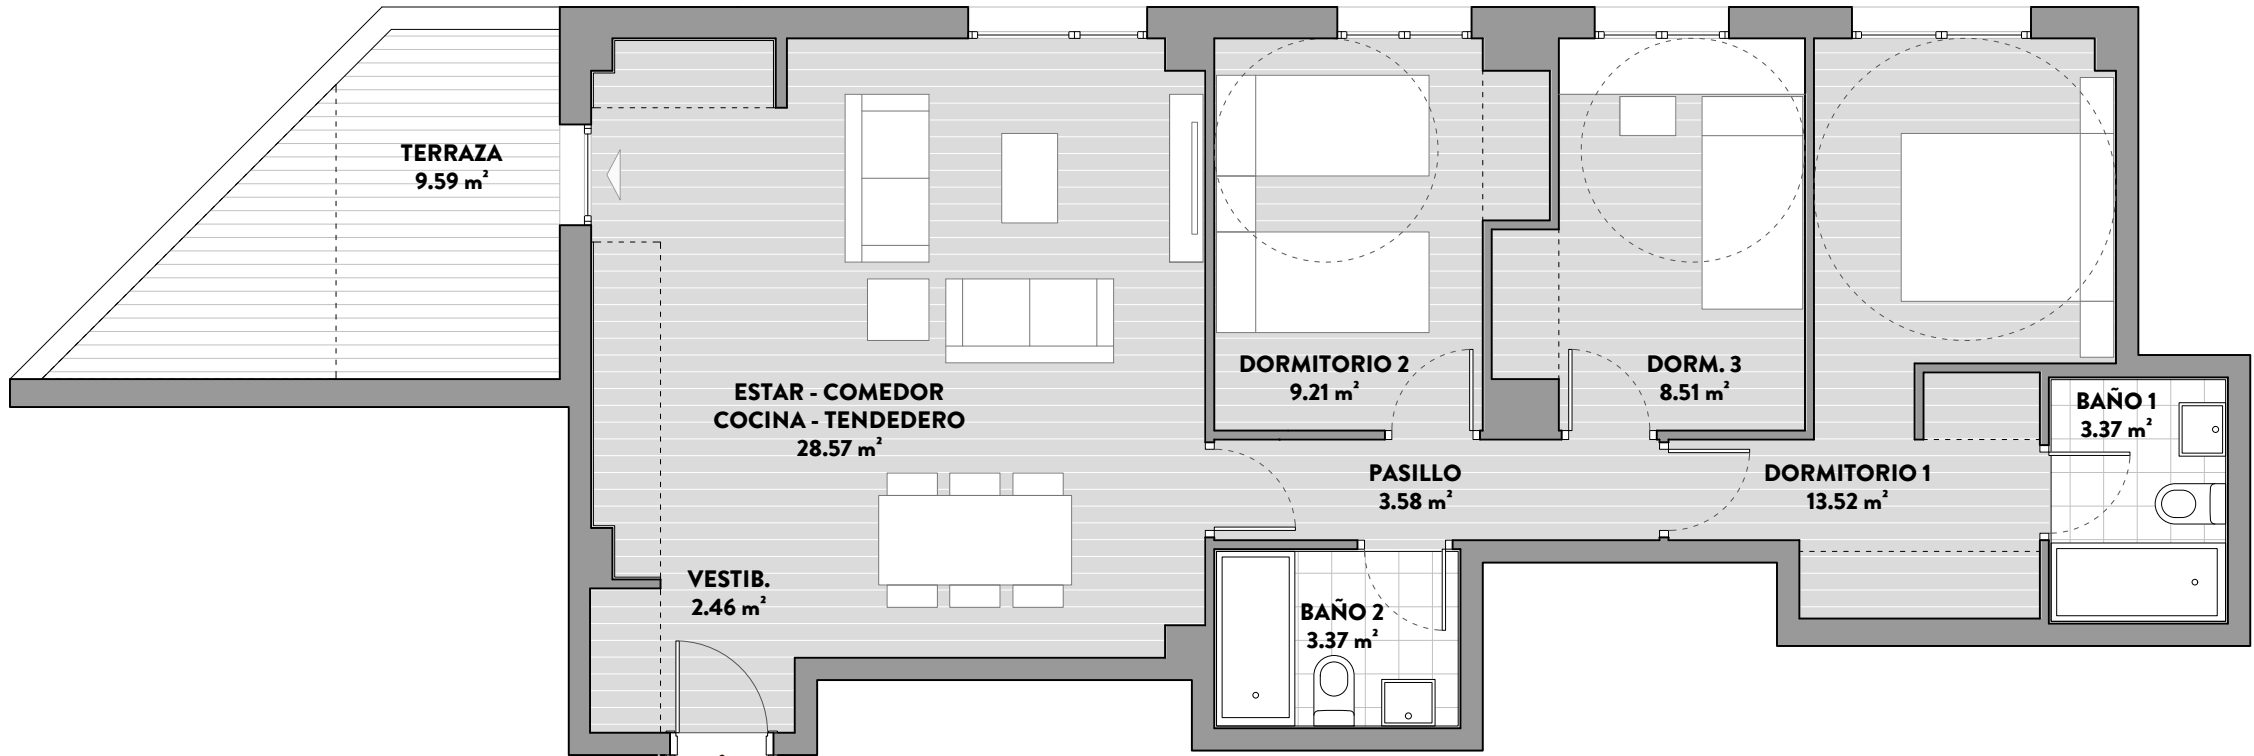 TERRAZA
9.59 m²
ESTAR - COMEDOR
COCINA - TENDEDERO
28.57 m²
VESTIB.
2.46 m²
DORMITORIO 2
9.21 m²
DORM. 3
8.51 m²
PASILLO
3.58 m²
DORMITORIO 1
13.52 m²
BAÑO 1
3.37 m²
BAÑO 2
3.37 m²